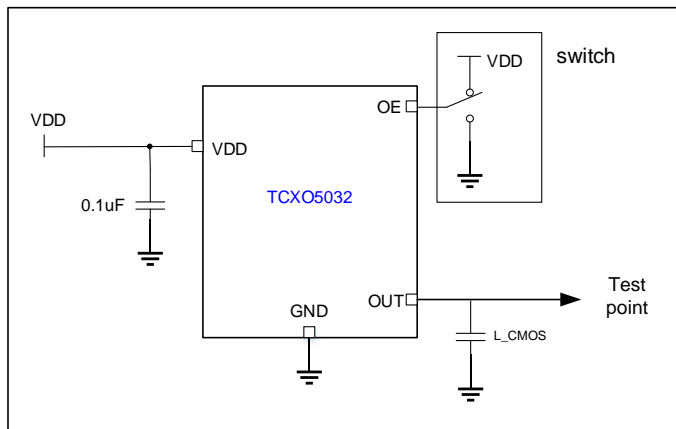 switch
VDD
OE
VDD
VDD
TCXO5032
0.1uF
OUT
Test
point
GND
L_CMOS